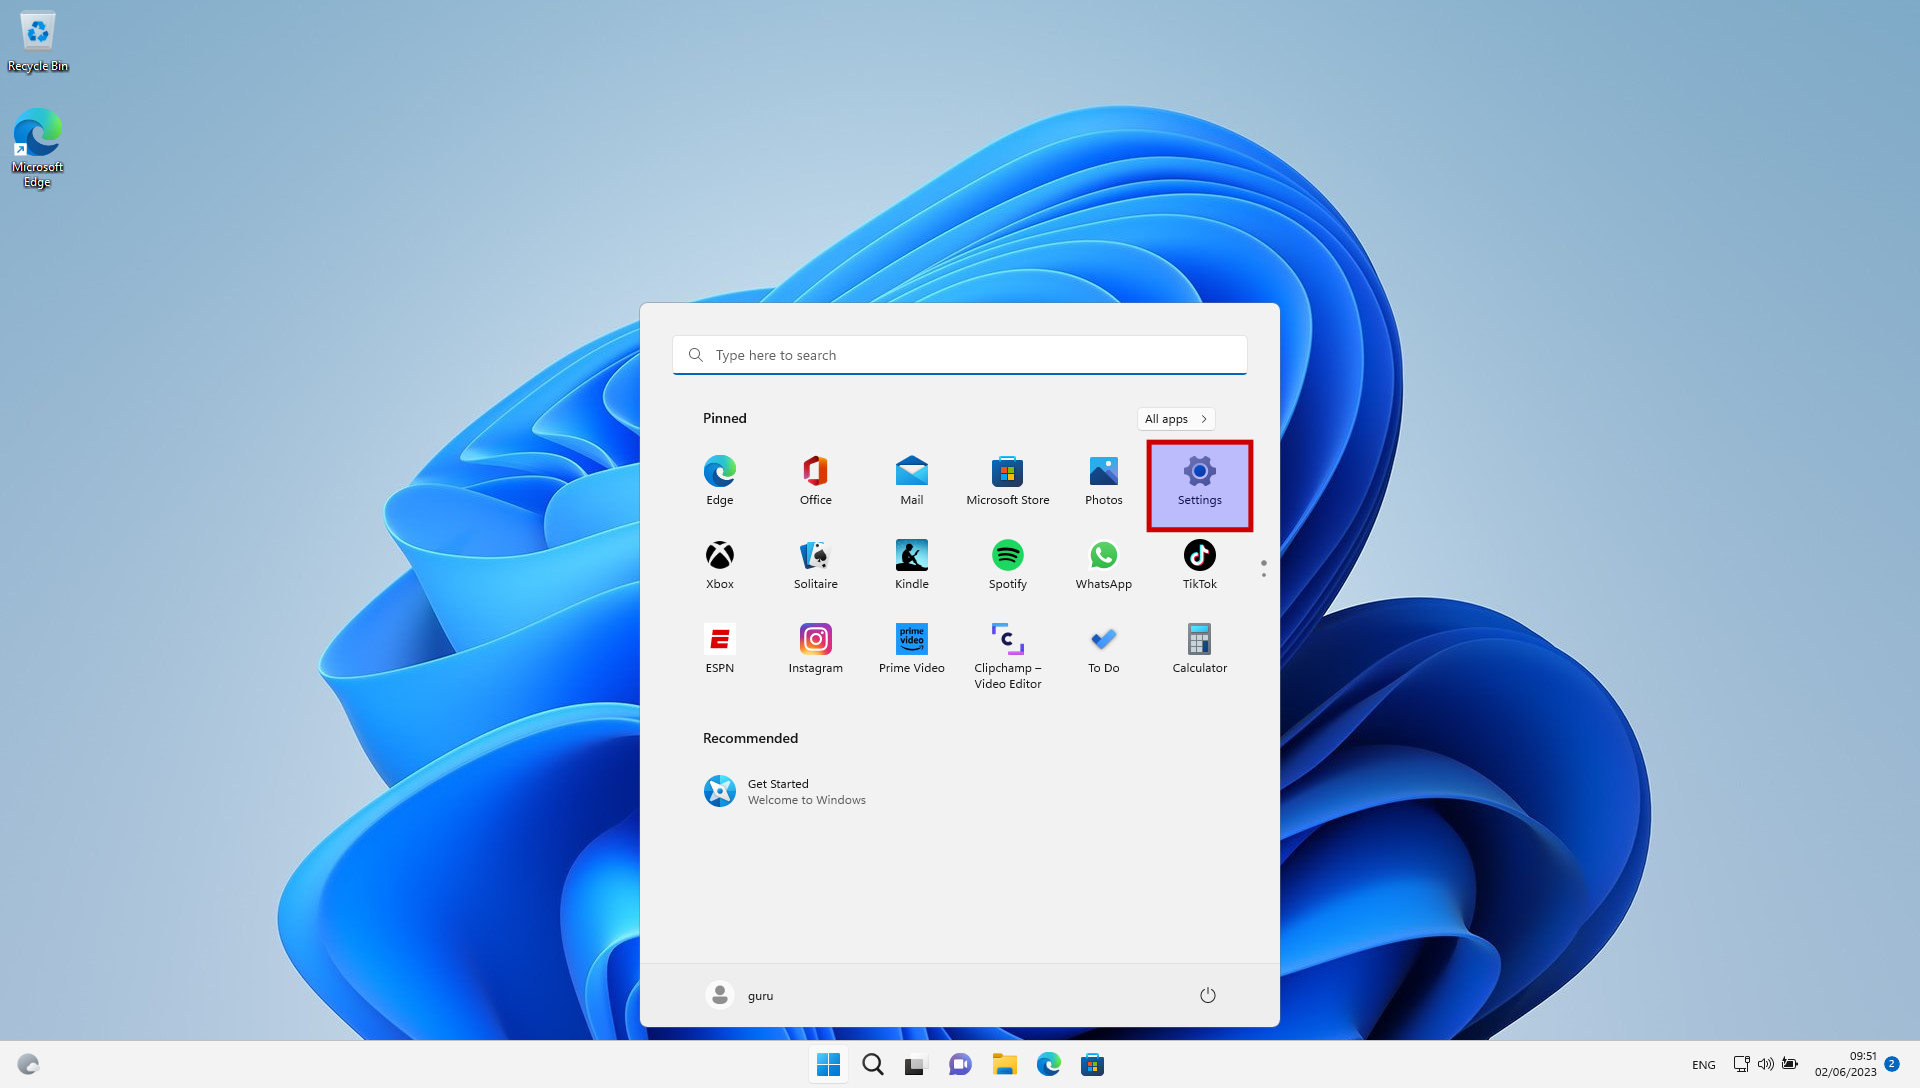 Recycle Bin
Microsoft
Edge
Type here to search
Pinned
All apps
Edge
Office
Mail
Microsoft Store
Photos
Settings
Xbox
Solitaire
Kindle
Spotify
WhatsApp
TikTok
ESPN
Instagram
prime video
Prime Video
Clipchamp –
Video Editor
To Do
Calculator
Recommended
Get Started
Welcome to Windows
guru
ENG
09:51
02/06/2023
2